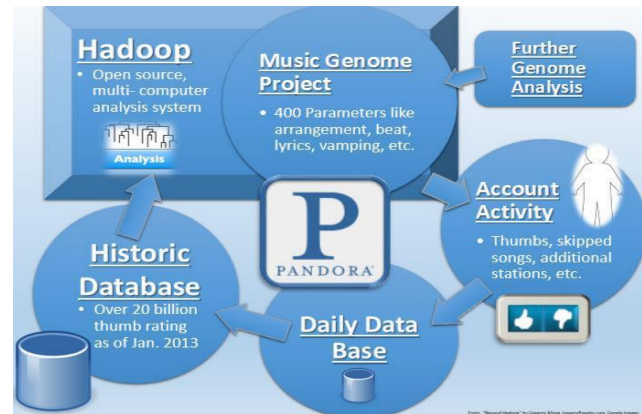 Hadoop
• Open source,
multi- computer
analysis system
Analysis
Music Genome
Project
• 400 Parameters like
arrangement, beat,
lyrics, vamping, etc.
Further
Genome
Analysis
Account
Activity
• Thumbs, skipped
songs, additional
stations, etc.
P
PANDORA
Historic
Database
• Over 20 billion
thumb rating
as of Jan. 2013
Daily Data
Base